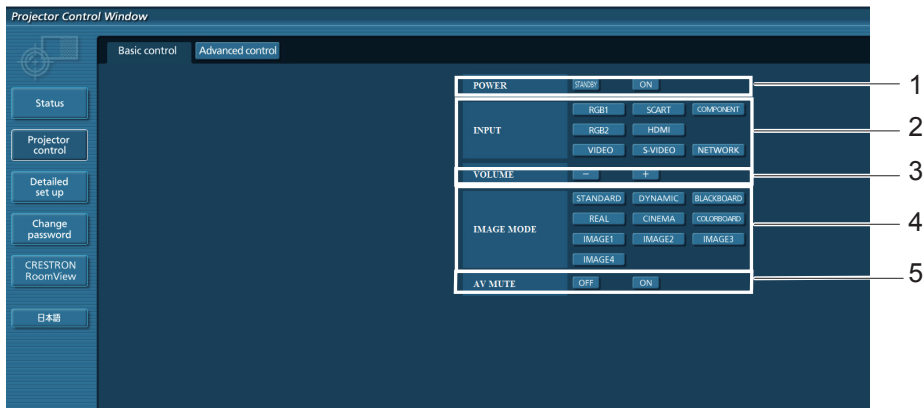 Projector Control Window
Basic control Advanced control
Status
Projector control
Detailed set up
Change password
CRESTRON RoomView
日本語
POWER STANDBY ON 1
INPUT RGB1 SCART COMPONENT 2
RGB2 HDMI
VIDEO S-VIDEO NETWORK
VOLUME - + 3
IMAGE MODE STANDARD DYNAMIC BLACKBOARD 4
REAL CINEMA COLORBOARD
IMAGE1 IMAGE2 IMAGE3
IMAGE4
AV MUTE OFF ON 5